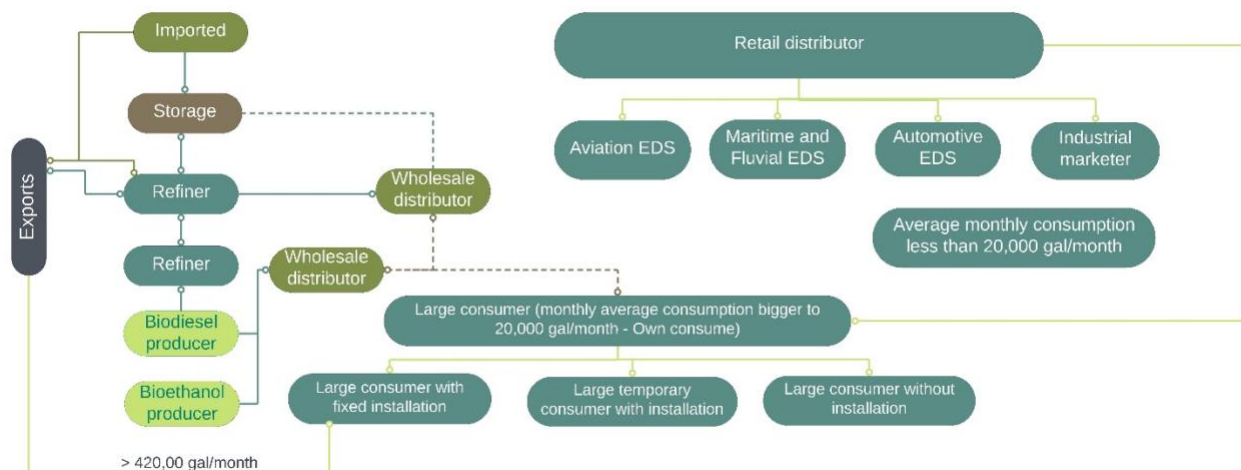 Imported
Retail distributor
Storage
Aviation EDS
Maritime and
Fluvial EDS
Automotive
EDS
Industrial
marketer
Exports
Refiner
Wholesale
distributor
Average monthly consumption
less than 20,000 gal/month
Refiner
Wholesale
distributor
Large consumer (monthly average consumption bigger to
20,000 gal/month - Own consume)
Biodiesel
producer
Bioethanol
producer
Large consumer with
fixed installation
Large temporary
consumer with installation
Large consumer without
installation
> 420,00 gal/month